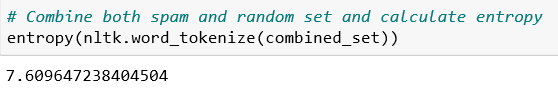 # Combine both spam and random set and calculate entropy
entropy(nltk.word_tokenize(combined_set))
7.609647238404504